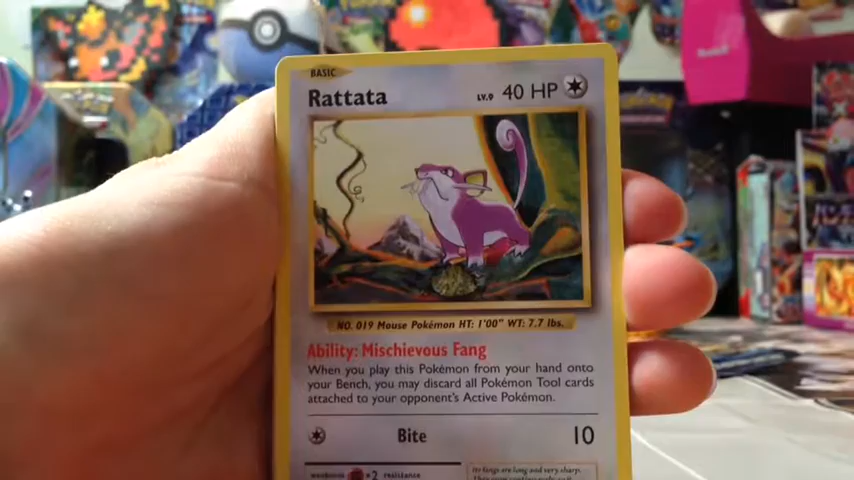 BASIC
Rattata LV.9 40 HP
NO. 019 Mouse Pokémon HT: 1'00" WT: 7.7 lbs.
Ability: Mischievous Fang
When you play this Pokémon from your hand onto
your Bench, you may discard all Pokémon Tool cards
attached to your opponent's Active Pokémon.
Bite 10
weakness ×2 resistance
Its fangs are long and very sharp.